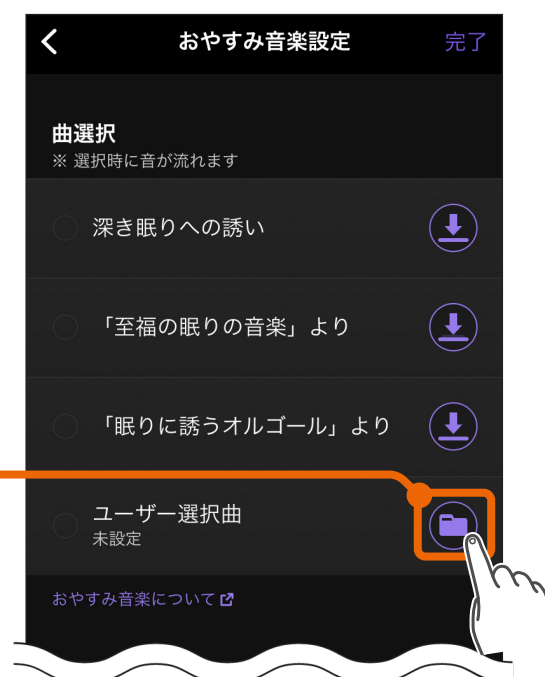 おやすみ音楽設定 完了
曲選択
※ 選択時に音が流れます
深き眠りへの誘い
「至福の眠りの音楽」より
「眠りに誘うオルゴール」より
ユーザー選択曲
未設定
おやすみ音楽について